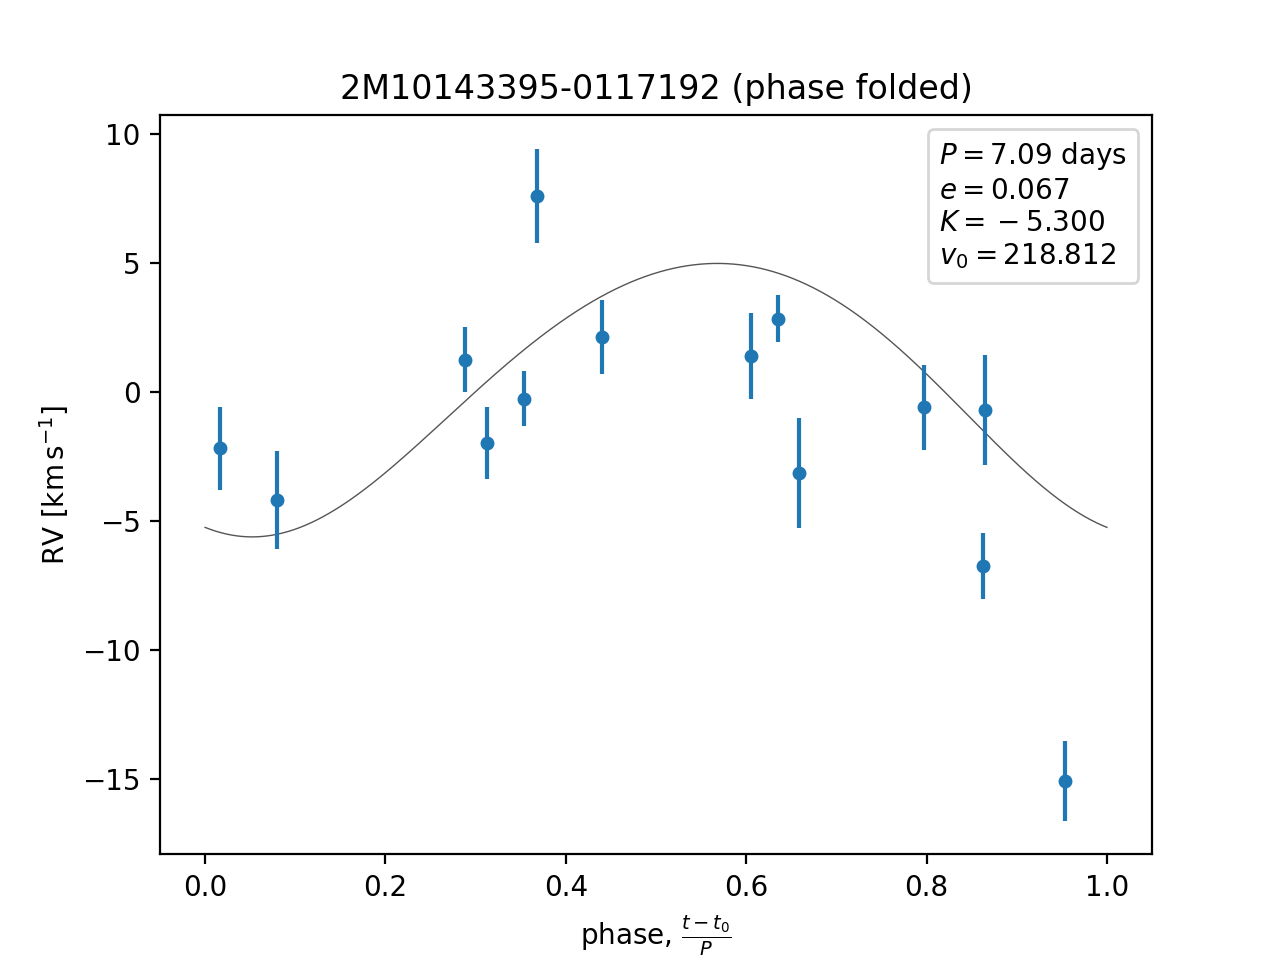 2M10143395-0117192 (phase folded)
P = 7.09 days
e = 0.067
K = −5.300
v₀ = 218.812
RV [km s⁻¹]
10
5
0
−5
−10
−15
0.0 0.2 0.4 0.6 0.8 1.0
phase, (t − t₀)/P